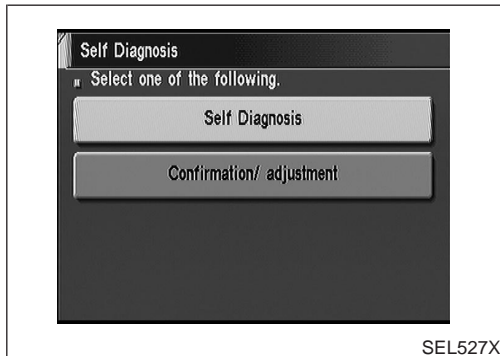 Self Diagnosis
Select one of the following.
Self Diagnosis
Confirmation/ adjustment
SEL527X